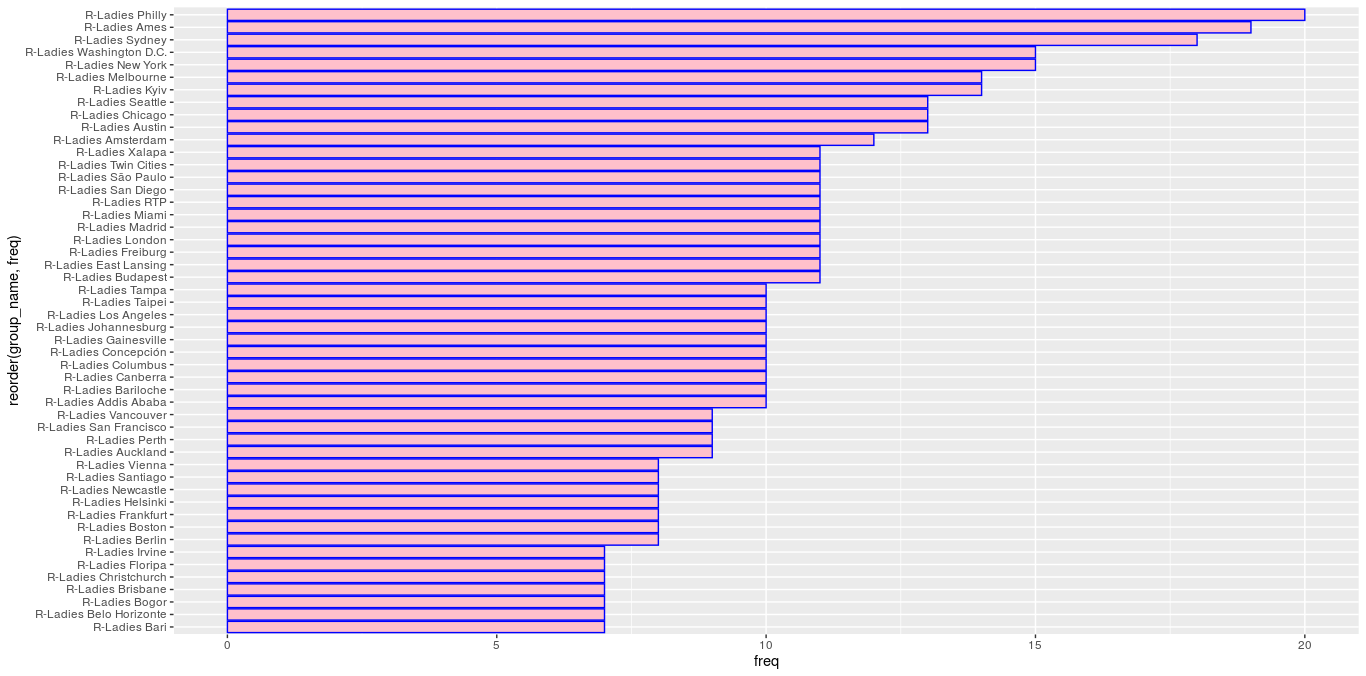 R-Ladies Philly
R-Ladies Ames
R-Ladies Sydney
R-Ladies Washington D.C.
R-Ladies New York
R-Ladies Melbourne
R-Ladies Kyiv
R-Ladies Seattle
R-Ladies Chicago
R-Ladies Austin
R-Ladies Amsterdam
R-Ladies Xalapa
R-Ladies Twin Cities
R-Ladies São Paulo
R-Ladies San Diego
R-Ladies RTP
R-Ladies Miami
R-Ladies Madrid
R-Ladies London
R-Ladies Freiburg
R-Ladies East Lansing
R-Ladies Budapest
R-Ladies Tampa
R-Ladies Taipei
R-Ladies Los Angeles
R-Ladies Johannesburg
R-Ladies Gainesville
R-Ladies Concepción
R-Ladies Columbus
R-Ladies Canberra
R-Ladies Bariloche
R-Ladies Addis Ababa
R-Ladies Vancouver
R-Ladies San Francisco
R-Ladies Perth
R-Ladies Auckland
R-Ladies Vienna
R-Ladies Santiago
R-Ladies Newcastle
R-Ladies Helsinki
R-Ladies Frankfurt
R-Ladies Boston
R-Ladies Berlin
R-Ladies Irvine
R-Ladies Floripa
R-Ladies Christchurch
R-Ladies Brisbane
R-Ladies Bogor
R-Ladies Belo Horizonte
R-Ladies Bari
reorder(group_name, freq)
0 5 10 15 20
freq